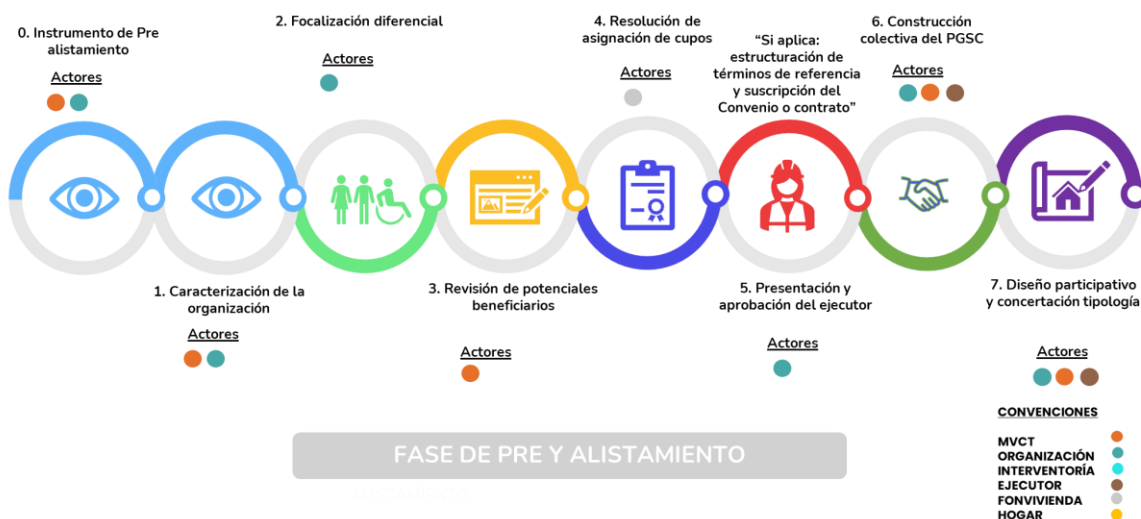 0. Instrumento de Pre
alistamiento
Actores
1. Caracterización de la
organización
Actores
2. Focalización diferencial
Actores
3. Revisión de potenciales
beneficiarios
Actores
4. Resolución de
asignación de cupos
Actores
“Si aplica:
estructuración de
términos de referencia
y suscripción del
Convenio o contrato”
5. Presentación y
aprobación del ejecutor
Actores
6. Construcción
colectiva del PGSC
Actores
7. Diseño participativo
y concertación tipología
Actores
FASE DE PRE Y ALISTAMIENTO
CONVENCIONES
MVCT
ORGANIZACIÓN
INTERVENTORÍA
EJECUTOR
FONVIVIENDA
HOGAR